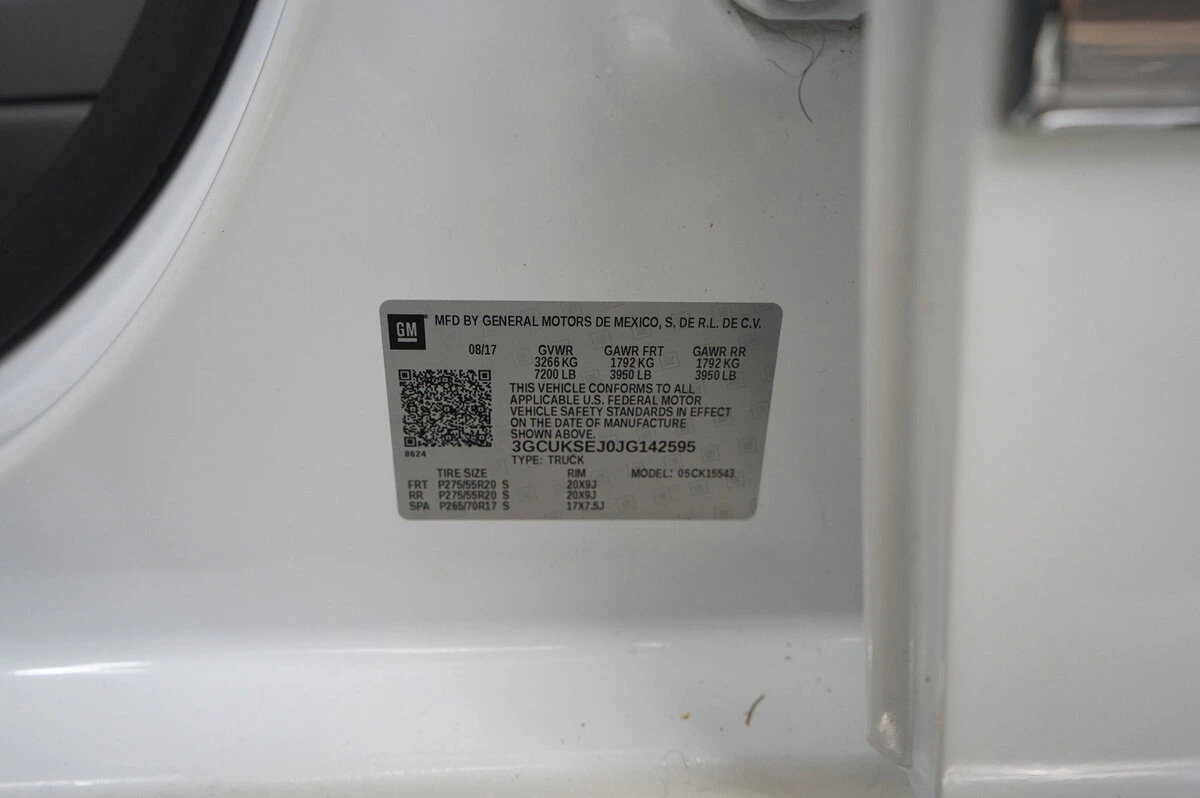 GM® MFD BY GENERAL MOTORS DE MEXICO, S. DE R.L. DE C.V.
08/17 GVWR GAWR FRT GAWR RR
3266 KG 1792 KG 1792 KG
7200 LB 3950 LB 3950 LB
THIS VEHICLE CONFORMS TO ALL
APPLICABLE U.S. FEDERAL MOTOR
VEHICLE SAFETY STANDARDS IN EFFECT
ON THE DATE OF MANUFACTURE
SHOWN ABOVE.
8624
3GCUKSEJ0JG142595
TYPE: TRUCK
TIRE SIZE RIM MODEL: 05CK15543
FRT P275/55R20 S 20X9J
RR P275/55R20 S 20X9J
SPA P265/70R17 S 17X7.5J